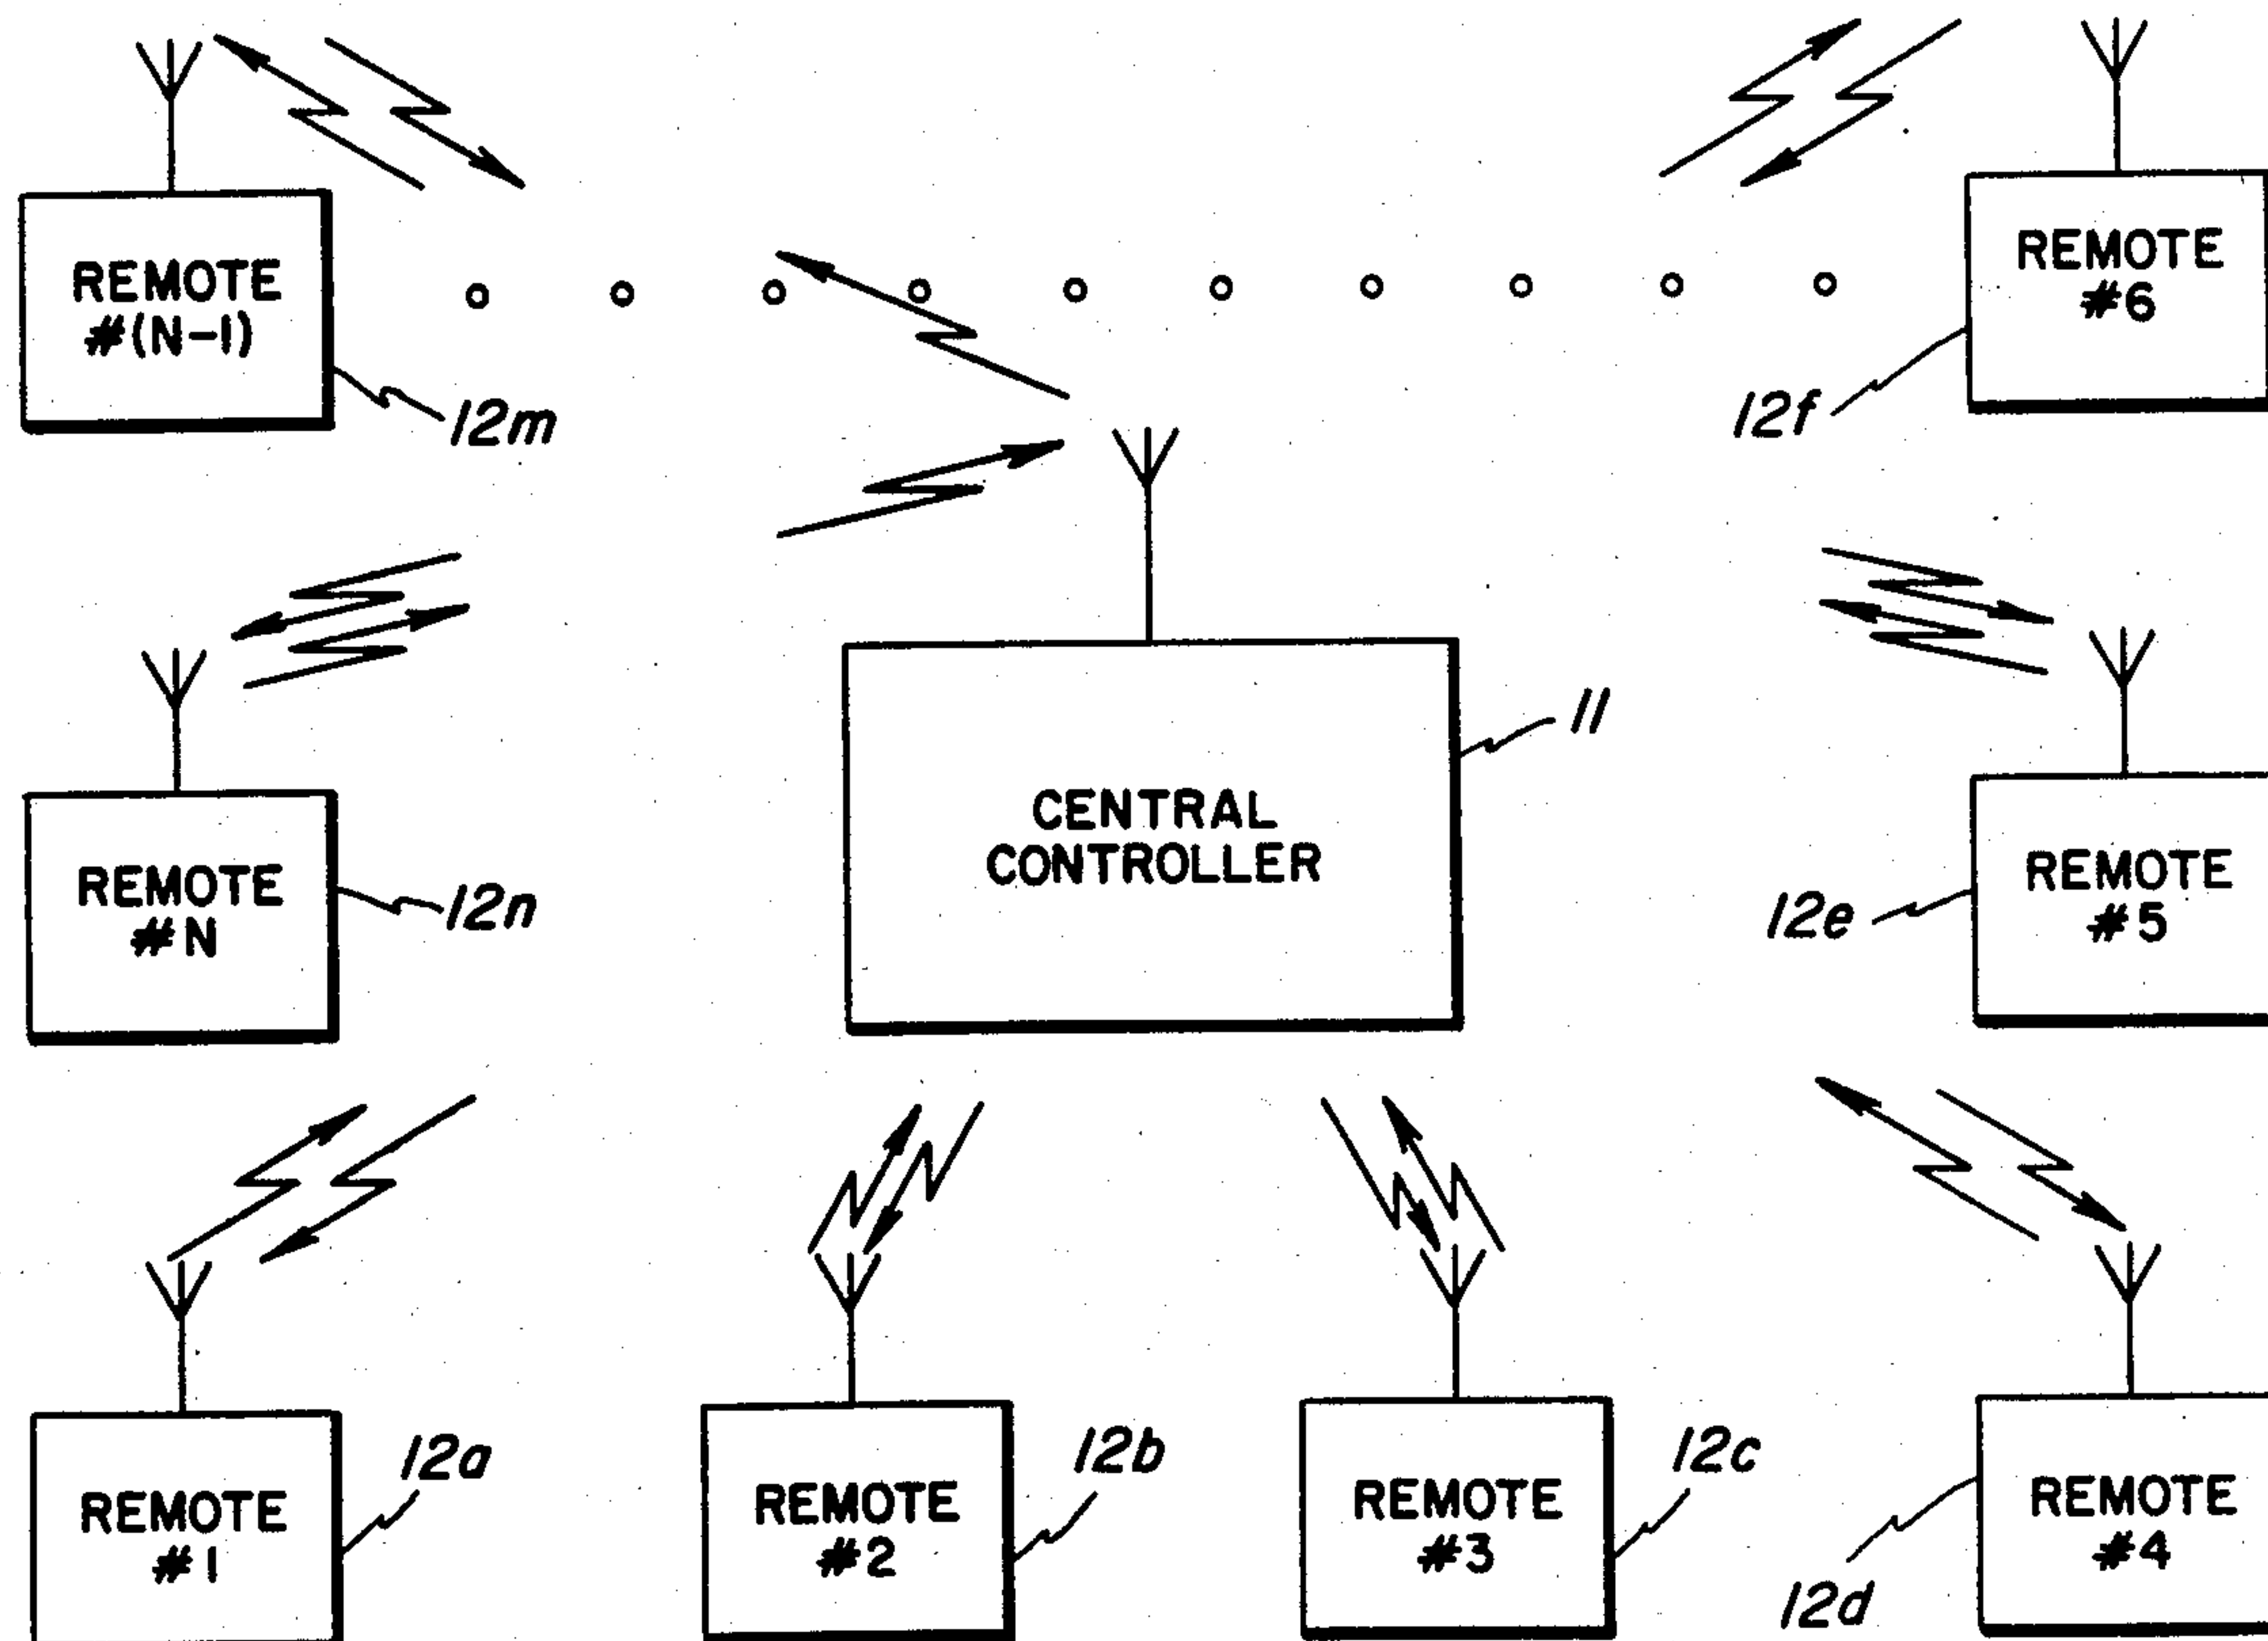 REMOTE
#(N-1)
12m
REMOTE
#6
12f
REMOTE
#N
12n
CENTRAL
CONTROLLER
11
REMOTE
#5
12e
REMOTE
#1
12a
REMOTE
#2
12b
REMOTE
#3
12c
REMOTE
#4
12d